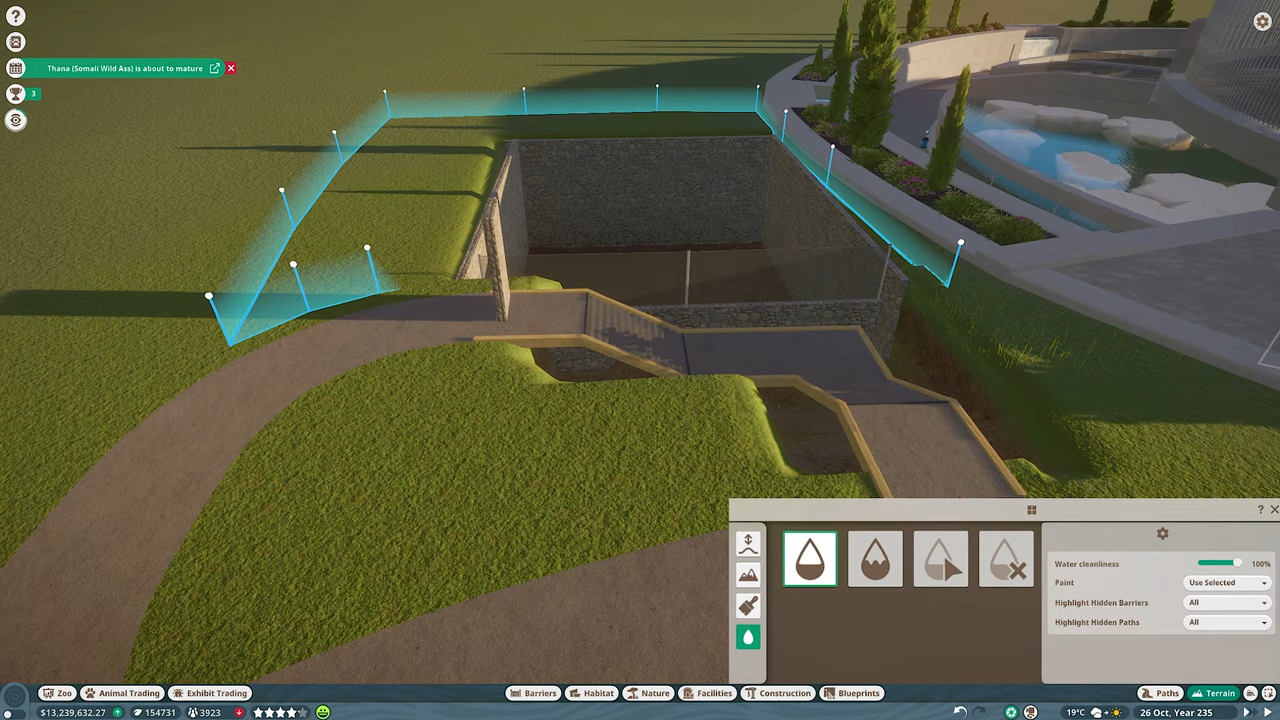 ?
Thana (Somali Wild Ass) is about to mature
3
? ×
Water cleanliness 100%
Paint Use Selected
Highlight Hidden Barriers All
Highlight Hidden Paths All
Zoo Animal Trading Exhibit Trading Barriers Habitat Nature Facilities Construction Blueprints Paths Terrain
$13,239,632.27 154731 3923 19°C 26 Oct, Year 235